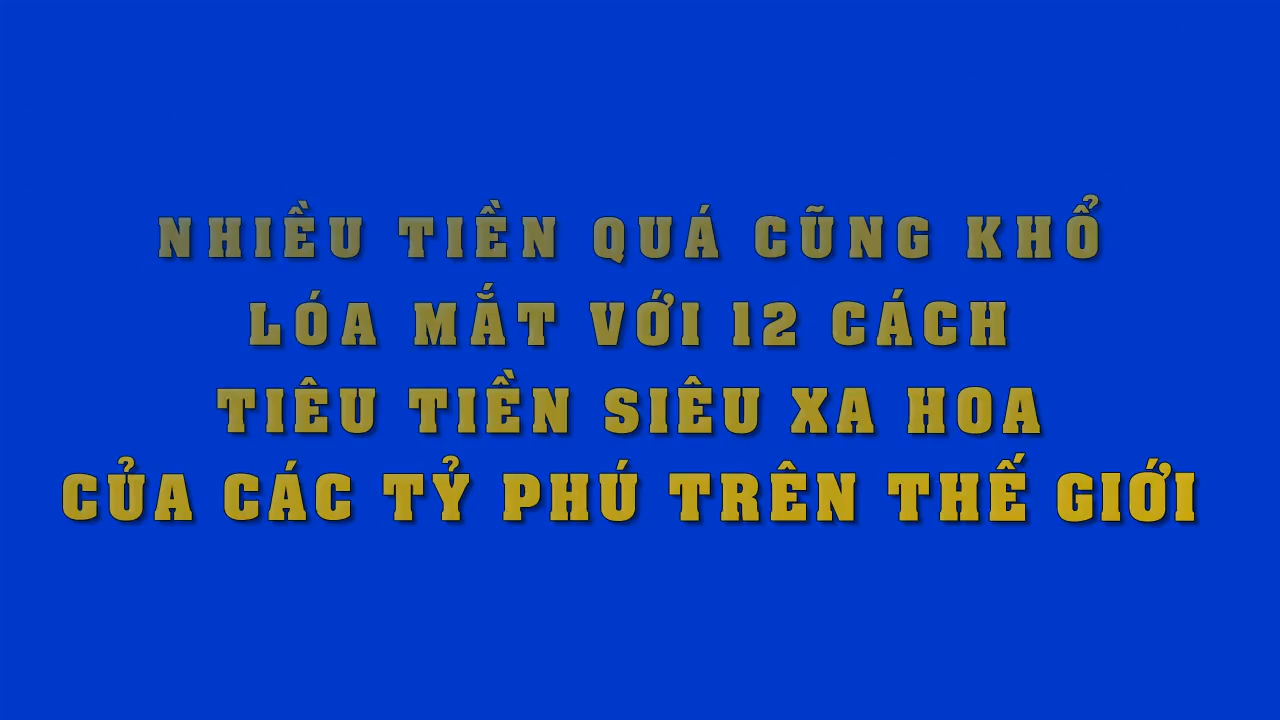 NHIỀU TIỀN QUÁ CŨNG KHỔ
LÓA MẮT VỚI 12 CÁCH
TIÊU TIỀN SIÊU XA HOA
CỦA CÁC TỶ PHÚ TRÊN THẾ GIỚI